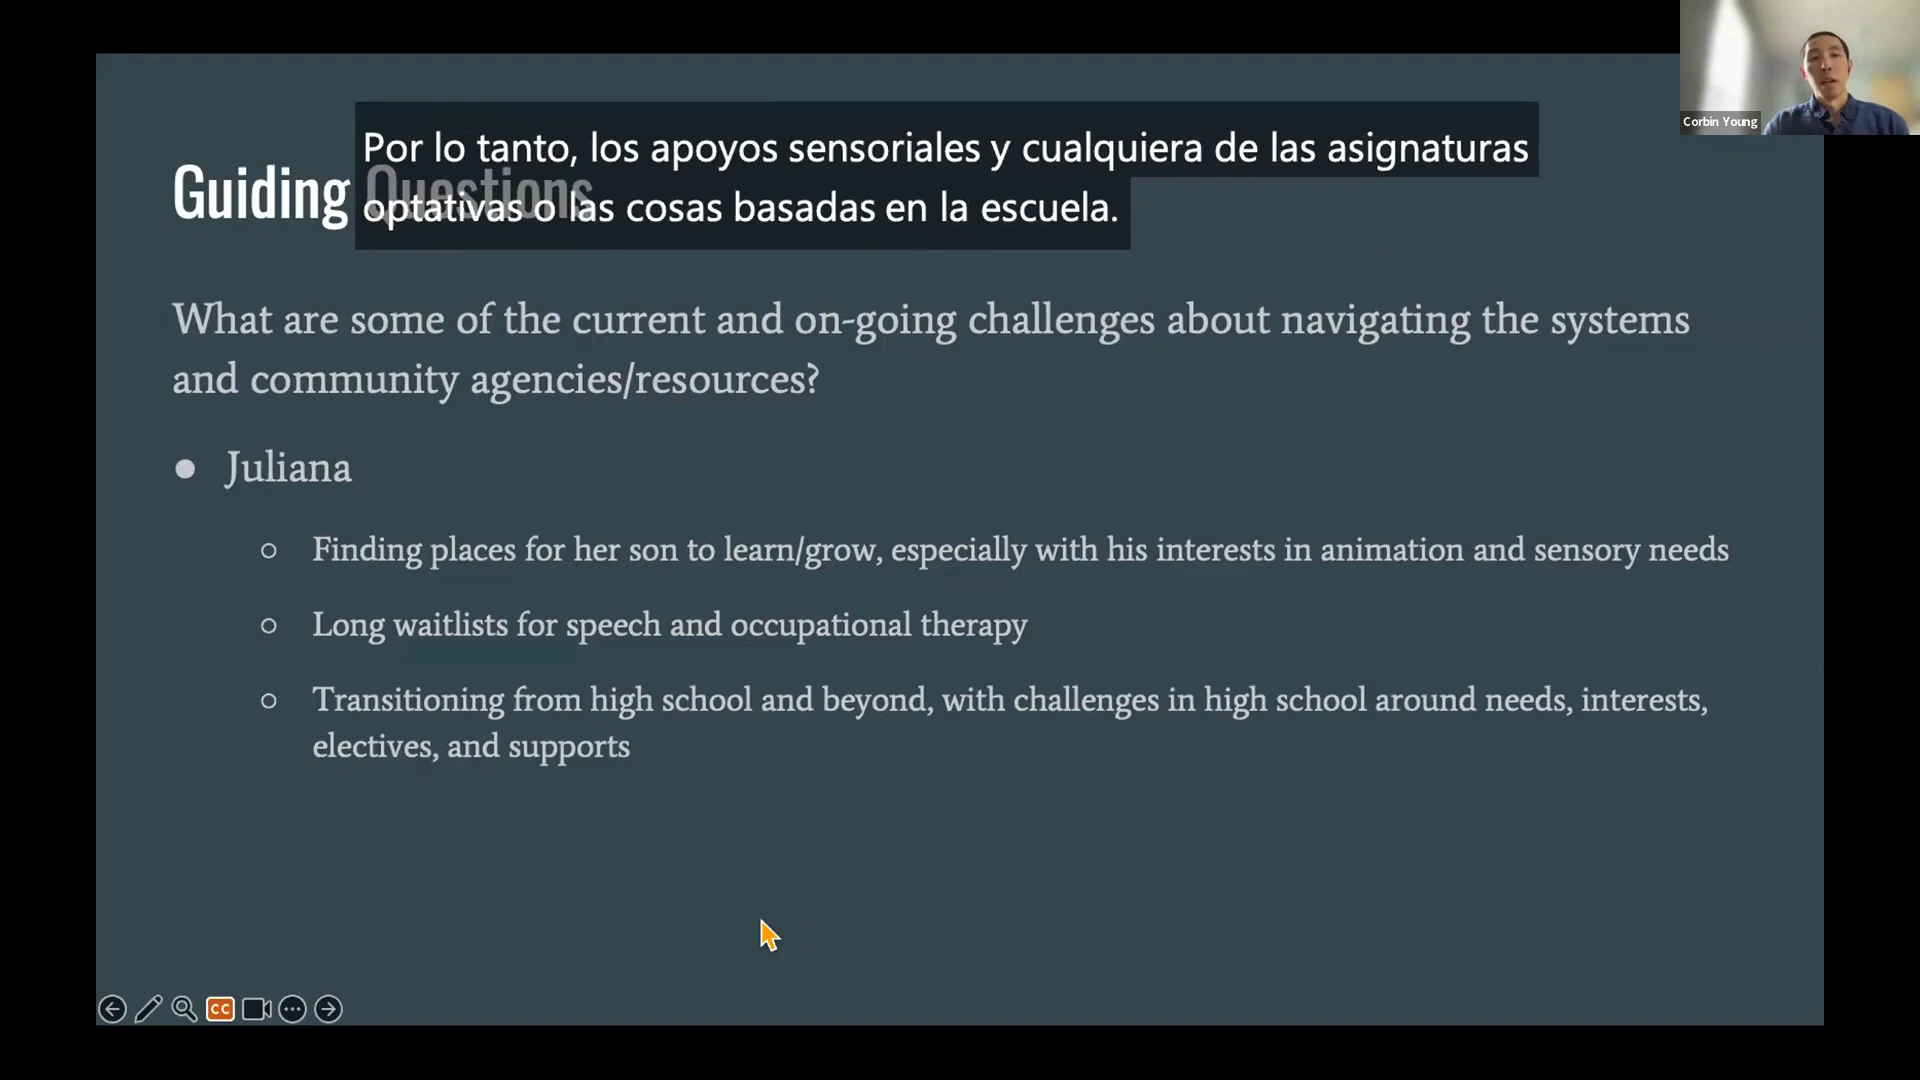 Corbin Young
Guiding Questions
Por lo tanto, los apoyos sensoriales y cualquiera de las asignaturas
optativas o las cosas basadas en la escuela.
What are some of the current and on-going challenges about navigating the systems
and community agencies/resources?
● Juliana
○ Finding places for her son to learn/grow, especially with his interests in animation and sensory needs
○ Long waitlists for speech and occupational therapy
○ Transitioning from high school and beyond, with challenges in high school around needs, interests,
electives, and supports
CC